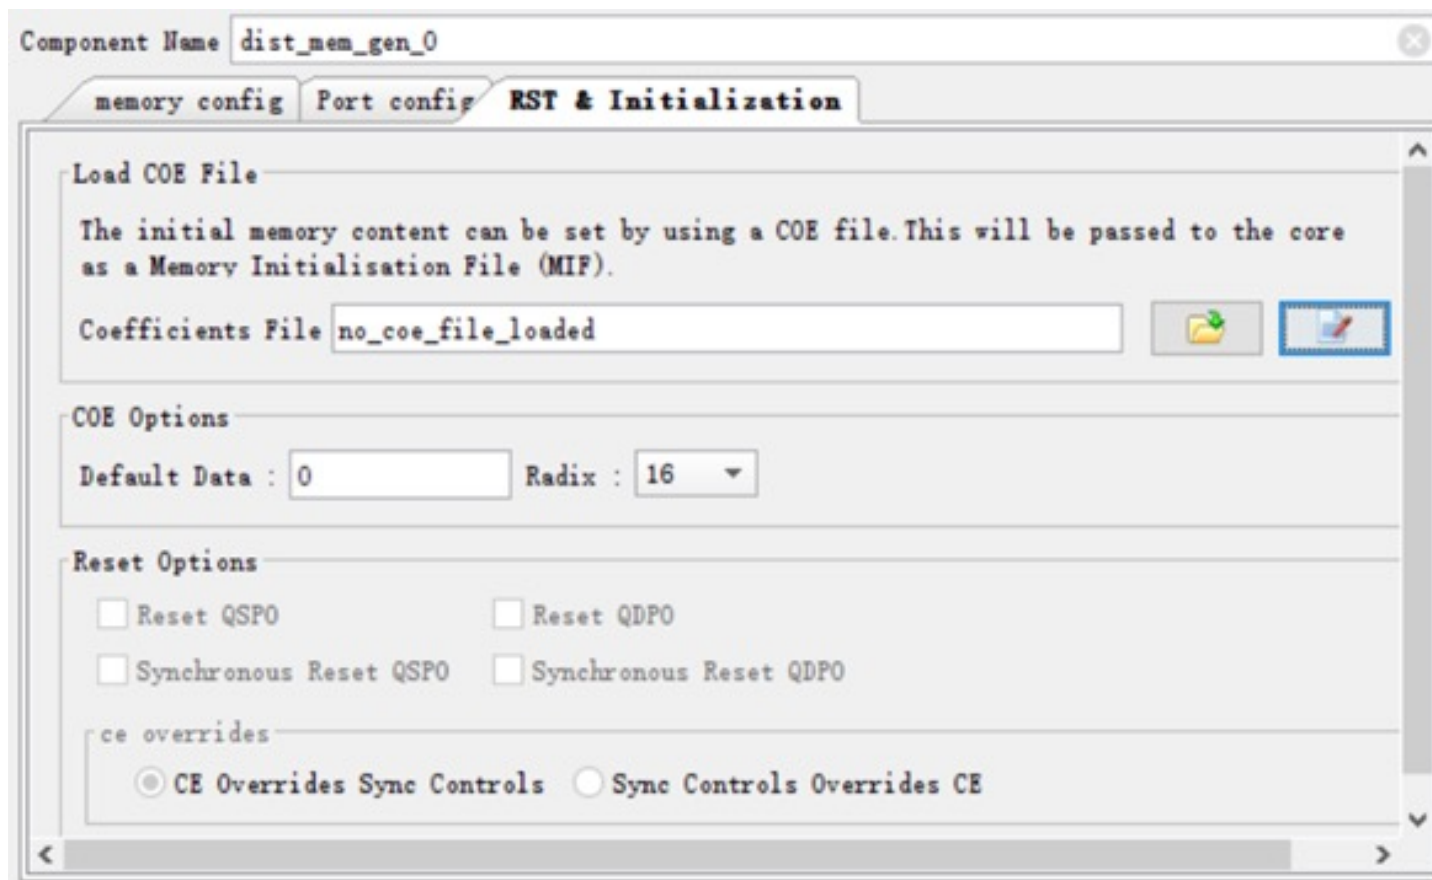 Component Name dist_mem_gen_0
memory config Port config RST & Initialization
Load COE File
The initial memory content can be set by using a COE file.This will be passed to the core
as a Memory Initialisation File (MIF).
Coefficients File no_coe_file_loaded
COE Options
Default Data : 0 Radix : 16
Reset Options
Reset QSPO Reset QDPO
Synchronous Reset QSPO Synchronous Reset QDPO
ce overrides
CE Overrides Sync Controls Sync Controls Overrides CE